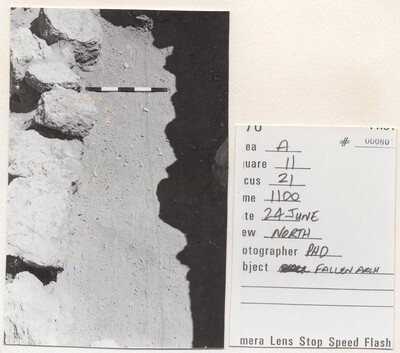 # 00080
ea A
uare 11
cus 21
me 1100
te 24 JUNE
ew NORTH
otographer PHD
bject FALLEN ARCH
mera Lens Stop Speed Flash